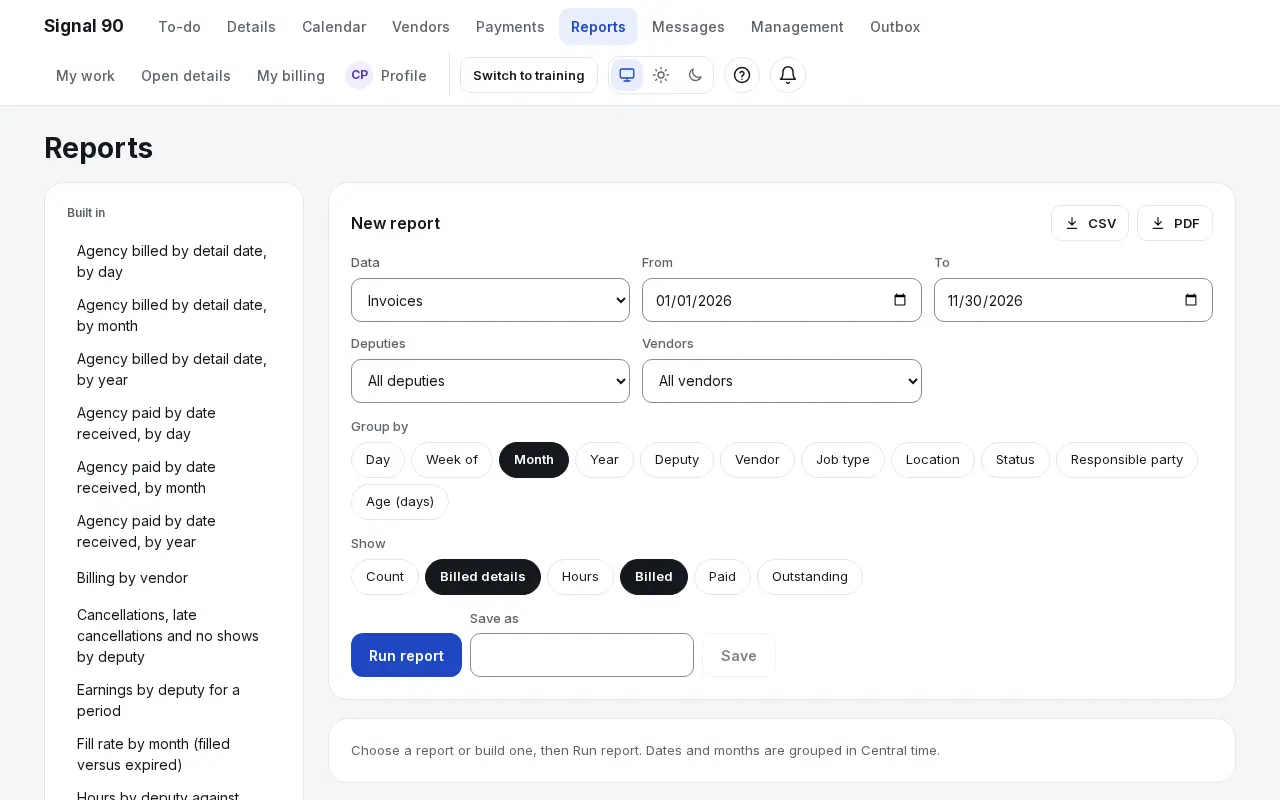 Signal 90
To-do
Details
Calendar
Vendors
Payments
Reports
Messages
Management
Outbox
My work
Open details
My billing
CP
Profile
Switch to training
Reports
Built in
Agency billed by detail date,
by day
Agency billed by detail date,
by month
Agency billed by detail date,
by year
Agency paid by date
received, by day
Agency paid by date
received, by month
Agency paid by date
received, by year
Billing by vendor
Cancellations, late
cancellations and no shows
by deputy
Earnings by deputy for a
period
Fill rate by month (filled
versus expired)
Hours by deputy against
New report
CSV
PDF
Data
From
To
Invoices
01/01/2026
11/30/2026
Deputies
Vendors
All deputies
All vendors
Group by
Day
Week of
Month
Year
Deputy
Vendor
Job type
Location
Status
Responsible party
Age (days)
Show
Count
Billed details
Hours
Billed
Paid
Outstanding
Save as
Run report
Save
Choose a report or build one, then Run report. Dates and months are grouped in Central time.